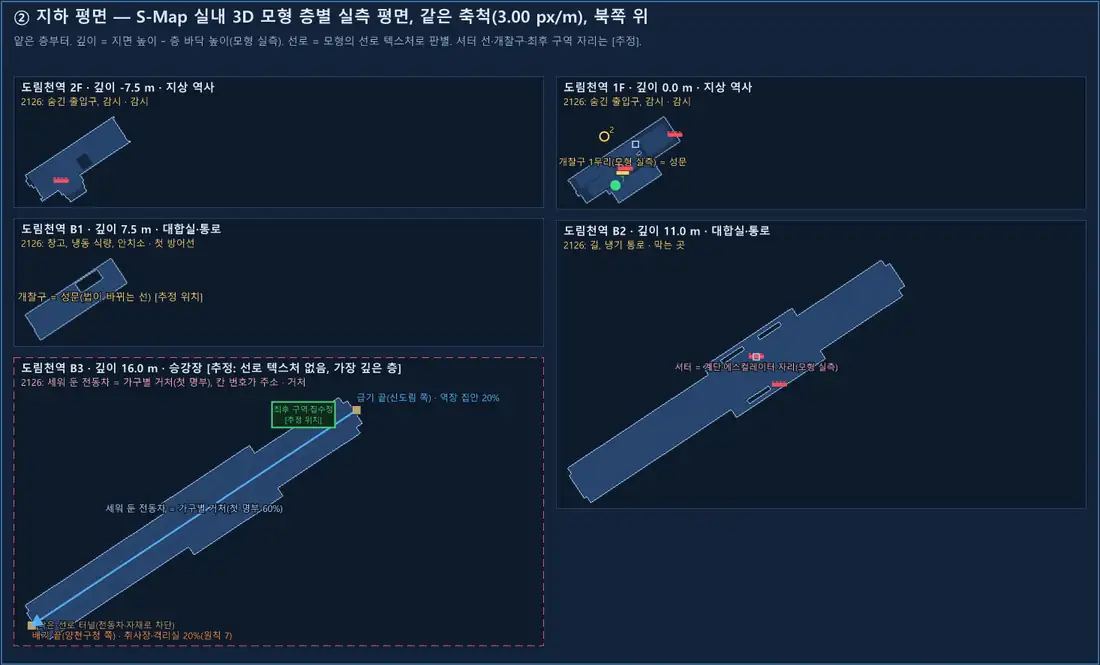 ② 지하 평면 — S-Map 실내 3D 모형 층별 실측 평면, 같은 축척(3.00 px/m), 북쪽 위
얕은 층부터. 깊이 = 지면 높이 − 층 바닥 높이(모형 실측). 선로 = 모형의 선로 텍스처로 판별. 셔터 선·개찰구·최후 구역 자리는 [추정].
도림천역 2F · 깊이 -7.5 m · 지상 역사
2126: 숨긴 출입구, 감시 · 감시
도림천역 1F · 깊이 0.0 m · 지상 역사
2126: 숨긴 출입구, 감시 · 감시
2
개찰구 1무리(모형 실측) = 성문
도림천역 B1 · 깊이 7.5 m · 대합실·통로
2126: 창고, 냉동 식량, 안치소 · 첫 방어선
개찰구 = 성문(법이 바뀌는 선) [추정 위치]
도림천역 B2 · 깊이 11.0 m · 대합실·통로
2126: 길, 냉기 통로 · 막는 곳
셔터 = 계단·에스컬레이터 자리(모형 실측)
도림천역 B3 · 깊이 16.0 m · 승강장 [추정: 선로 텍스처 없음, 가장 깊은 층]
2126: 세워 둔 전동차 = 가구별 거처(첫 명부), 칸 번호가 주소 · 거처
급기 끝(신도림 쪽) · 역장 집안 20%
최후 구역·집수정
[추정 위치]
세워 둔 전동차 = 가구별 거처(첫 명부 60%)
선로 터널(전동차·자재로 차단)
끝(양천구청 쪽) · 취사장·격리실 20%(원칙 7)